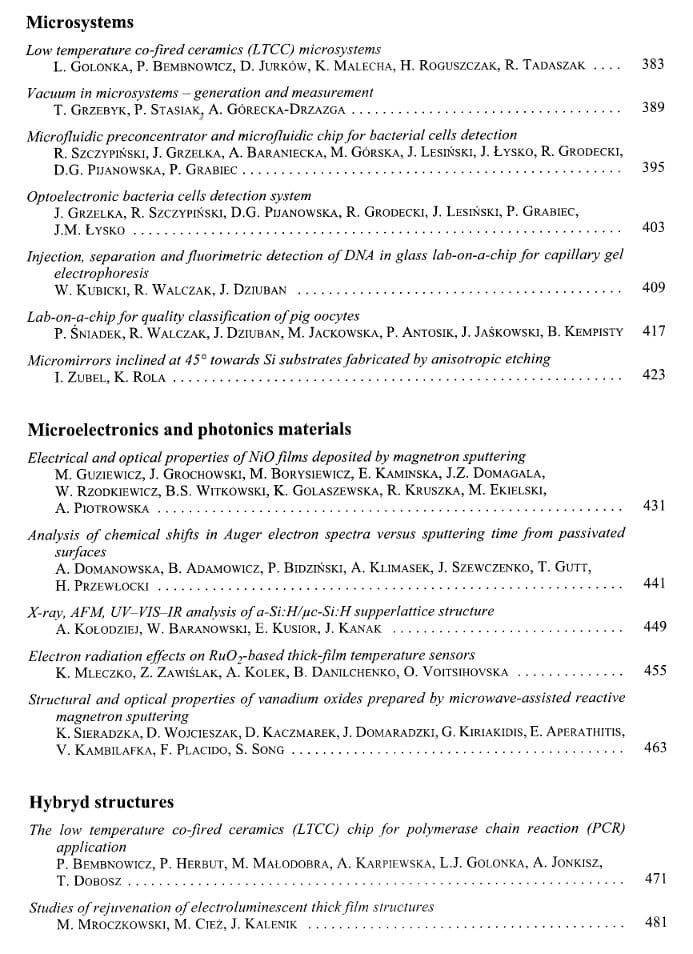 Microsystems
Low temperature co-fired ceramics (LTCC) microsystems
L. GOLONKA, P. BEMBNOWICZ, D. JURKÓW, K. MALECHA, H. ROGUSZCZAK, R. TADASZAK .... 383
Vacuum in microsystems – generation and measurement
T. GRZEBYK, P. STASIAK, A. GÓRECKA-DRZAZGA .................................... 389
Microfluidic preconcentrator and microfluidic chip for bacterial cells detection
R. SZCZYPIŃSKI, J. GRZELKA, A. BARANIECKA, M. GÓRSKA, J. LESIŃSKI, J. ŁYSKO, R. GRODECKI,
D.G. PIJANOWSKA, P. GRABIEC .................................................. 395
Optoelectronic bacteria cells detection system
J. GRZELKA, R. SZCZYPIŃSKI, D.G. PIJANOWSKA, R. GRODECKI, J. LESIŃSKI, P. GRABIEC,
J.M. ŁYSKO ................................................................ 403
Injection, separation and fluorimetric detection of DNA in glass lab-on-a-chip for capillary gel
electrophoresis
W. KUBICKI, R. WALCZAK, J. DZIUBAN ........................................... 409
Lab-on-a-chip for quality classification of pig oocytes
P. ŚNIADEK, R. WALCZAK, J. DZIUBAN, M. JACKOWSKA, P. ANTOSIK, J. JAŚKOWSKI, B. KEMPISTY 417
Micromirrors inclined at 45° towards Si substrates fabricated by anisotropic etching
I. ZUBEL, K. ROLA ........................................................... 423
Microelectronics and photonics materials
Electrical and optical properties of NiO films deposited by magnetron sputtering
M. GUZIEWICZ, J. GROCHOWSKI, M. BORYSIEWICZ, E. KAMINSKA, J.Z. DOMAGALA,
W. RZODKIEWICZ, B.S. WITKOWSKI, K. GOLASZEWSKA, R. KRUSZKA, M. EKIELSKI,
A. PIOTROWSKA ............................................................. 431
Analysis of chemical shifts in Auger electron spectra versus sputtering time from passivated
surfaces
A. DOMANOWSKA, B. ADAMOWICZ, P. BIDZIŃSKI, A. KLIMASEK, J. SZEWCZENKO, T. GUTT,
H. PRZEWŁOCKI ............................................................. 441
X-ray, AFM, UV–VIS–IR analysis of a-Si:H/μc-Si:H supperlattice structure
A. KOŁODZIEJ, W. BARANOWSKI, E. KUSIOR, J. KANAK ............................... 449
Electron radiation effects on RuO₂-based thick-film temperature sensors
K. MLECZKO, Z. ZAWIŚLAK, A. KOLEK, B. DANILCHENKO, O. VOITSIHOVSKA .............. 455
Structural and optical properties of vanadium oxides prepared by microwave-assisted reactive
magnetron sputtering
K. SIERADZKA, D. WOJCIESZAK, D. KACZMAREK, J. DOMARADZKI, G. KIRIAKIDIS, E. APERATHITIS,
V. KAMBILAFKA, F. PLACIDO, S. SONG ............................................ 463
Hybryd structures
The low temperature co-fired ceramics (LTCC) chip for polymerase chain reaction (PCR)
application
P. BEMBNOWICZ, P. HERBUT, M. MAŁODOBRA, A. KARPIEWSKA, L.J. GOLONKA, A. JONKISZ,
T. DOBOSZ ................................................................. 471
Studies of rejuvenation of electroluminescent thick film structures
M. MROCZKOWSKI, M. CIEŻ, J. KALENIK .......................................... 481